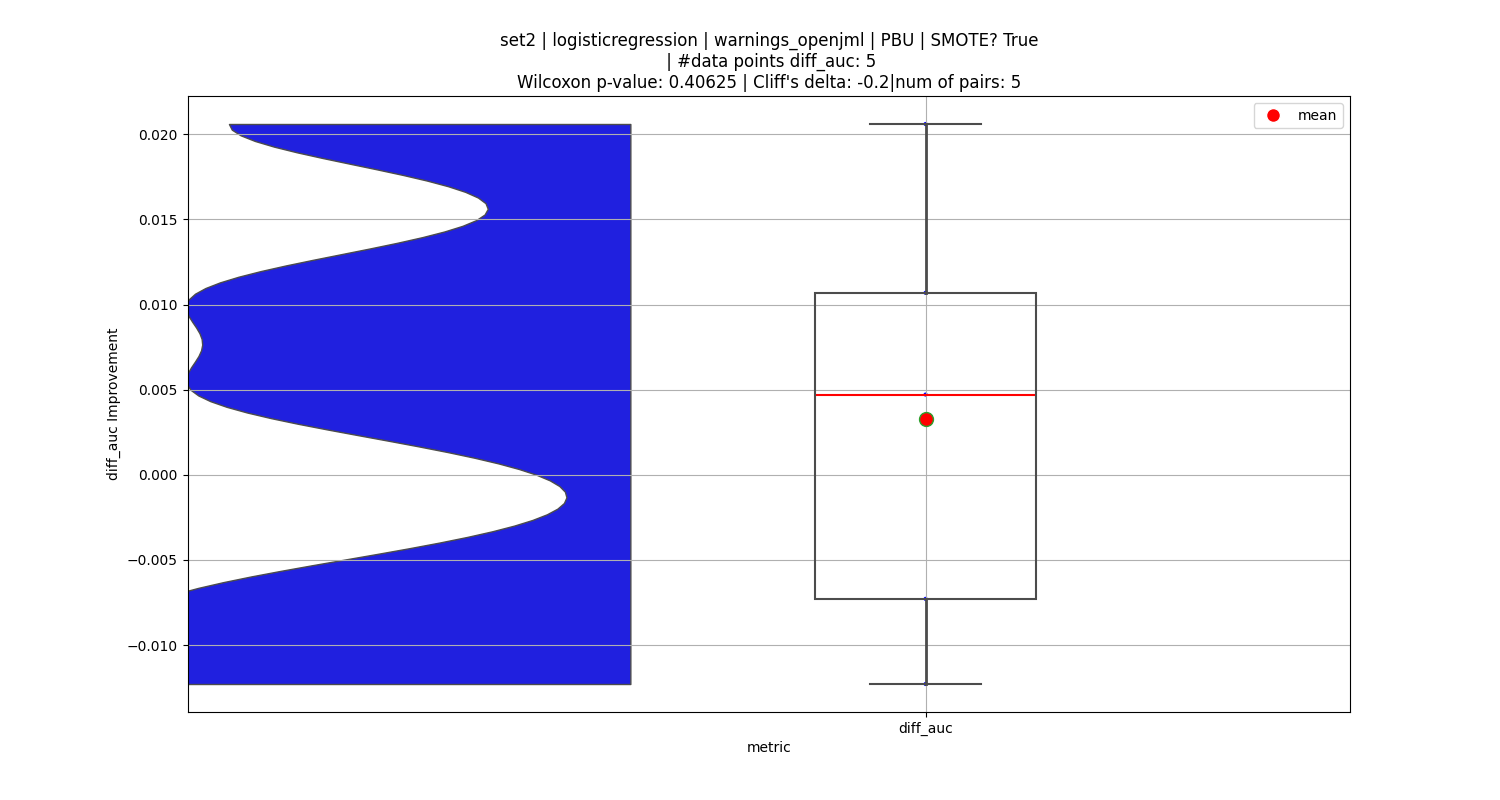 set2 | logisticregression | warnings_openjml | PBU | SMOTE? True
| #data points diff_auc: 5
Wilcoxon p-value: 0.40625 | Cliff's delta: -0.2|num of pairs: 5
mean
0.020
0.015
0.010
0.005
0.000
−0.005
−0.010
diff_auc Improvement
diff_auc
metric